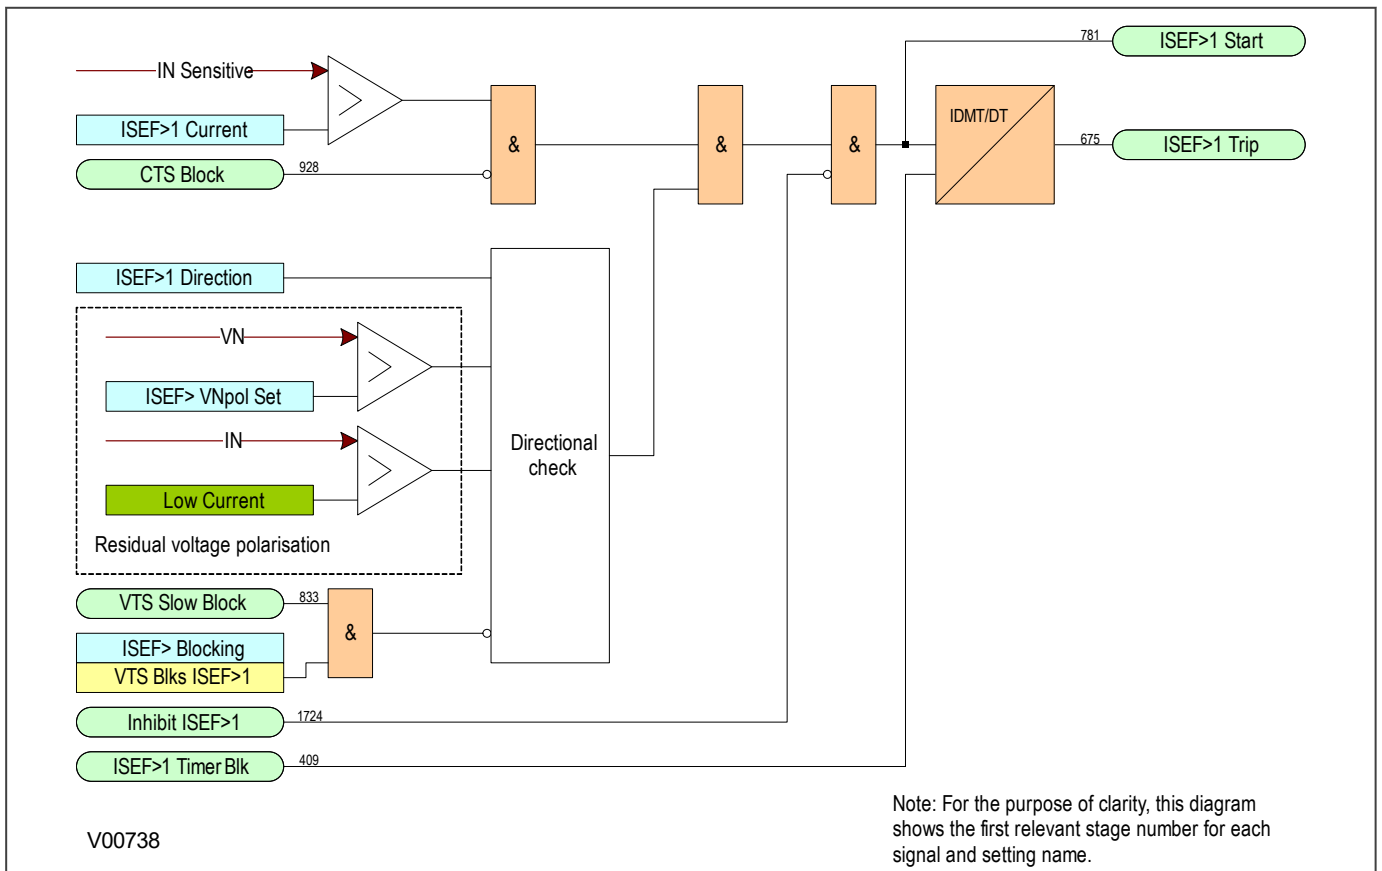 781
ISEF>1 Start
IN Sensitive
IDMT/DT
ISEF>1 Current
&
&
&
675
ISEF>1 Trip
CTS Block
928
ISEF>1 Direction
VN
ISEF> VNpol Set
IN
Directional
check
Low Current
Residual voltage polarisation
VTS Slow Block
833
&
ISEF> Blocking
VTS Blks ISEF>1
Inhibit ISEF>1
1724
ISEF>1 Timer Blk
409
Note: For the purpose of clarity, this diagram
shows the first relevant stage number for each
signal and setting name.
V00738